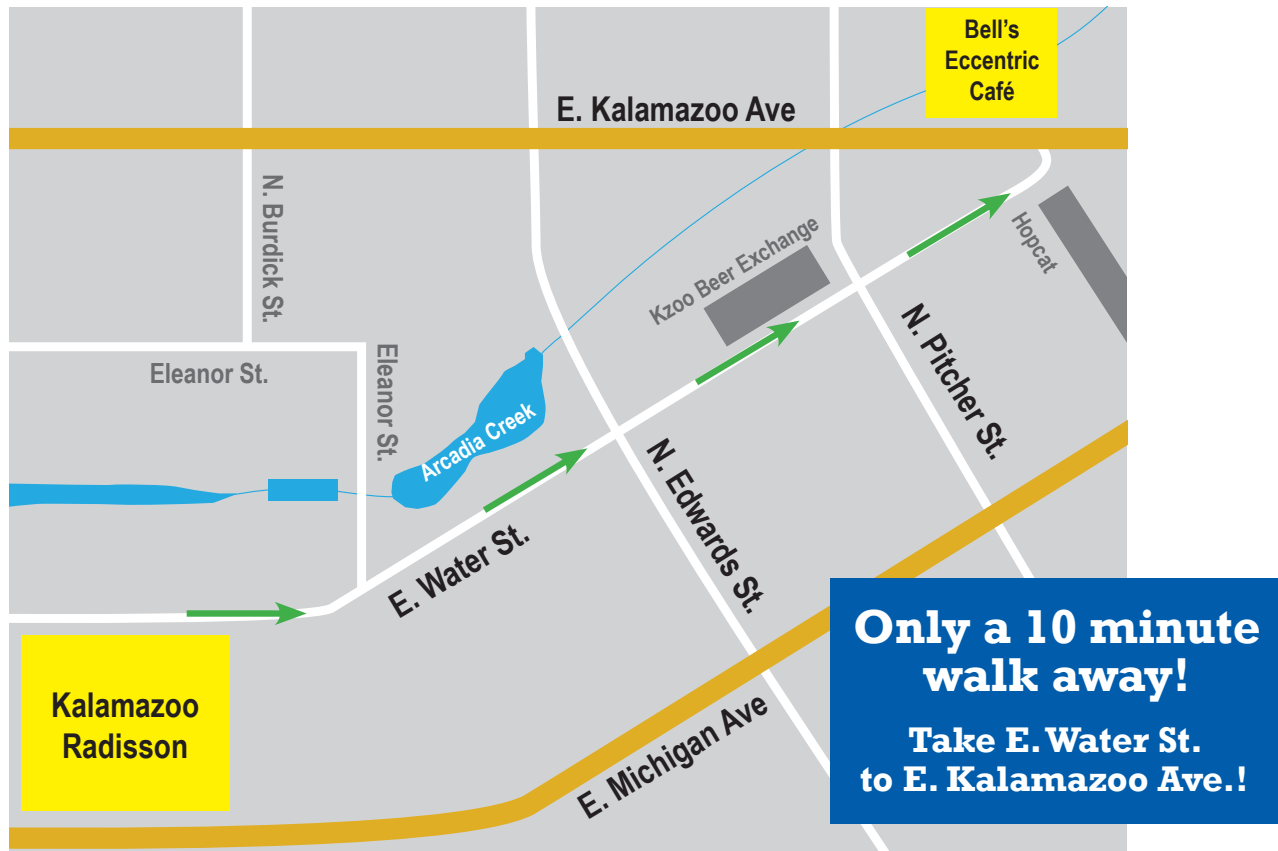 Bell's
Eccentric
Café
E. Kalamazoo Ave
N. Burdick St.
Kzoo Beer Exchange
Hopcat
N. Pitcher St.
Eleanor St.
Eleanor St.
Arcadia Creek
N. Edwards St.
E. Water St.
Kalamazoo
Radisson
E. Michigan Ave
Only a 10 minute
walk away!
Take E. Water St.
to E. Kalamazoo Ave.!